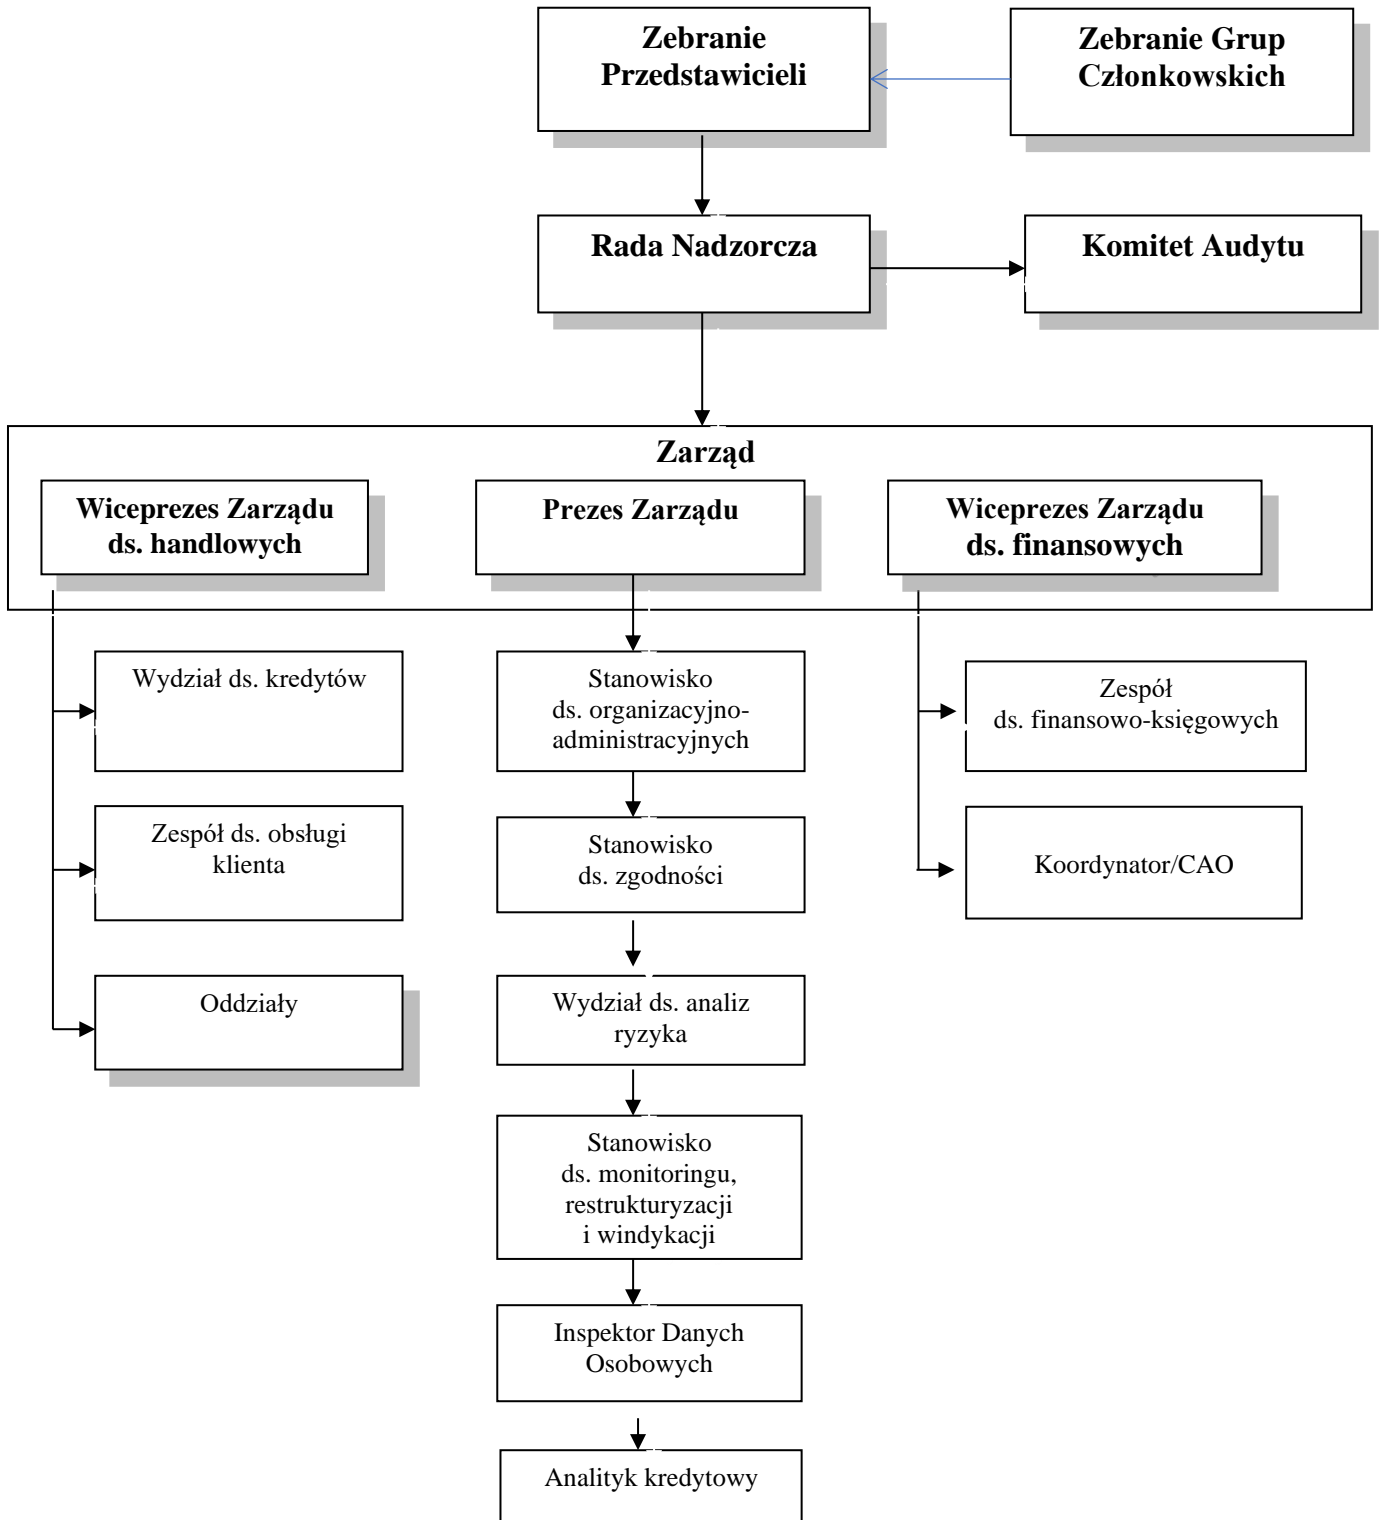 Zebranie
Przedstawicieli
Zebranie Grup
Członkowskich
Rada Nadzorcza
Komitet Audytu
Zarząd
Wiceprezes Zarządu
ds. handlowych
Prezes Zarządu
Wiceprezes Zarządu
ds. finansowych
Wydział ds. kredytów
Stanowisko
ds. organizacyjno-
administracyjnych
Zespół
ds. finansowo-księgowych
Zespół ds. obsługi
klienta
Stanowisko
ds. zgodności
Koordynator/CAO
Oddziały
Wydział ds. analiz
ryzyka
Stanowisko
ds. monitoringu,
restrukturyzacji
i windykacji
Inspektor Danych
Osobowych
Analityk kredytowy